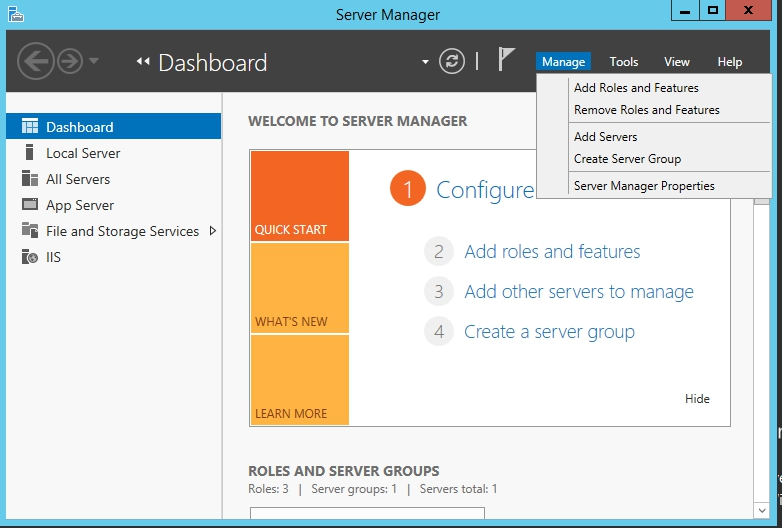 Server Manager
Dashboard
Manage Tools View Help
Add Roles and Features
Remove Roles and Features
Add Servers
Create Server Group
Server Manager Properties
Dashboard
Local Server
All Servers
App Server
File and Storage Services
IIS
WELCOME TO SERVER MANAGER
QUICK START
WHAT'S NEW
LEARN MORE
1 Configure
2 Add roles and features
3 Add other servers to manage
4 Create a server group
Hide
ROLES AND SERVER GROUPS
Roles: 3 | Server groups: 1 | Servers total: 1